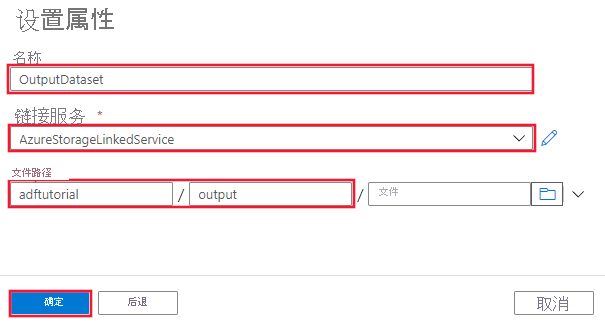 设置属性
名称
OutputDataset
链接服务 *
AzureStorageLinkedService
文件路径
adftutorial / output / 文件
确定 后退 取消